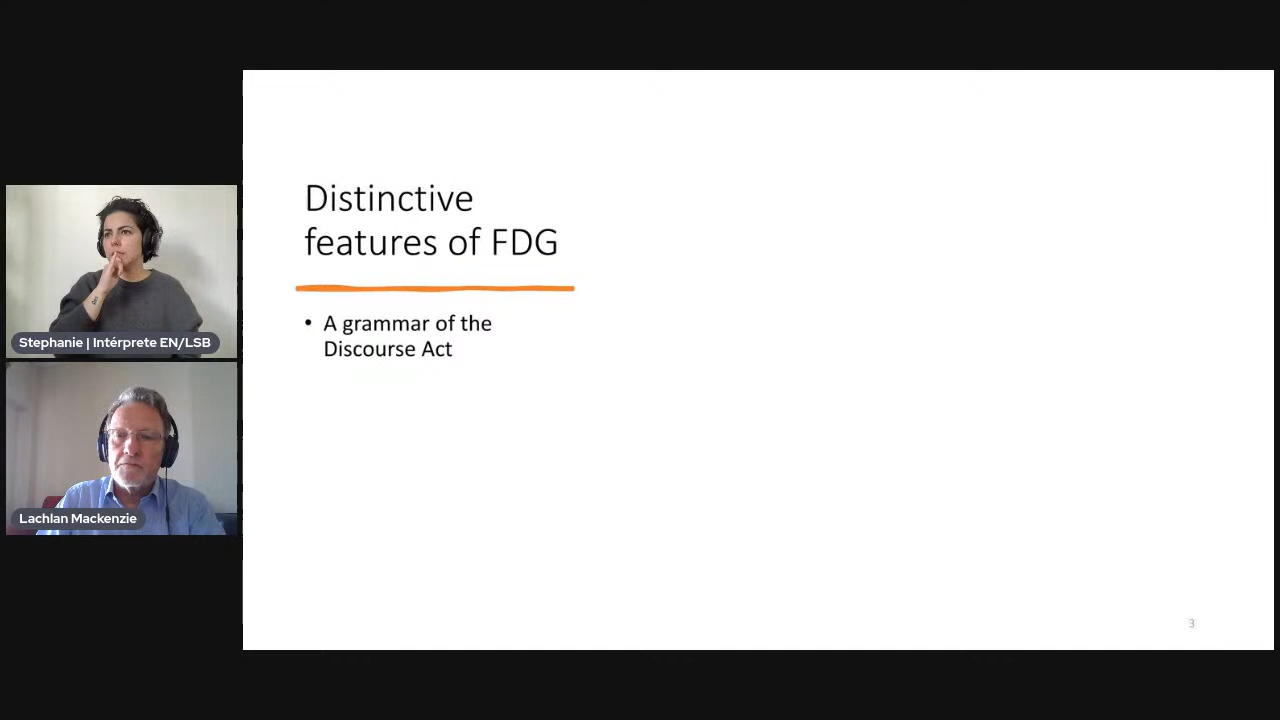 Distinctive
features of FDG
• A grammar of the
Discourse Act
Stephanie | Intérprete EN/LSB
Lachlan Mackenzie
3